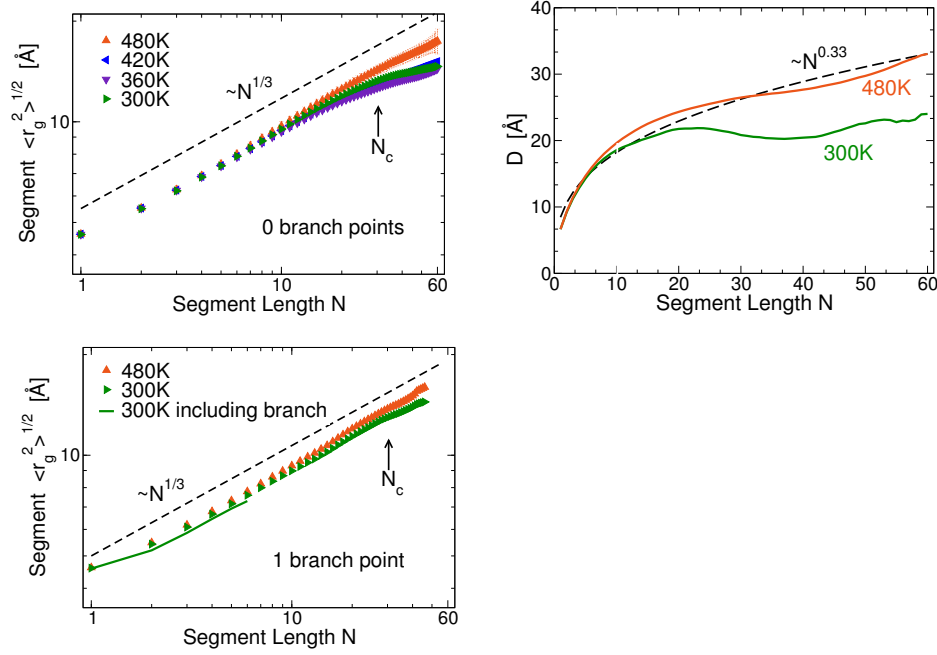 Segment <r_g^2>^1/2 [Å]
10
480K
420K
360K
300K
~N^1/3
N_c
0 branch points
1
10
60
Segment Length N
D [Å]
40
30
20
10
0
~N^0.33
480K
300K
0
10
20
30
40
50
60
Segment Length N
Segment <r_g^2>^1/2 [Å]
10
480K
300K
300K including branch
~N^1/3
N_c
1 branch point
1
10
60
Segment Length N